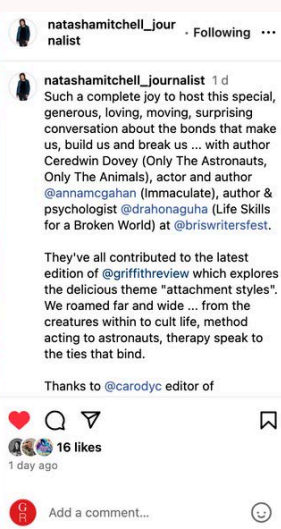 natashamitchell_jour
nalist
· Following ···
natashamitchell_journalist 1 d
Such a complete joy to host this special,
generous, loving, moving, surprising
conversation about the bonds that make
us, build us and break us ... with author
Ceredwin Dovey (Only The Astronauts,
Only The Animals), actor and author
@annamcgahan (Immaculate), author &
psychologist @drahonaguha (Life Skills
for a Broken World) at @briswritersfest.
They've all contributed to the latest
edition of @griffithreview which explores
the delicious theme "attachment styles".
We roamed far and wide ... from the
creatures within to cult life, method
acting to astronauts, therapy speak to
the ties that bind.
Thanks to @carodyc editor of
16 likes
1 day ago
G
R
Add a comment...